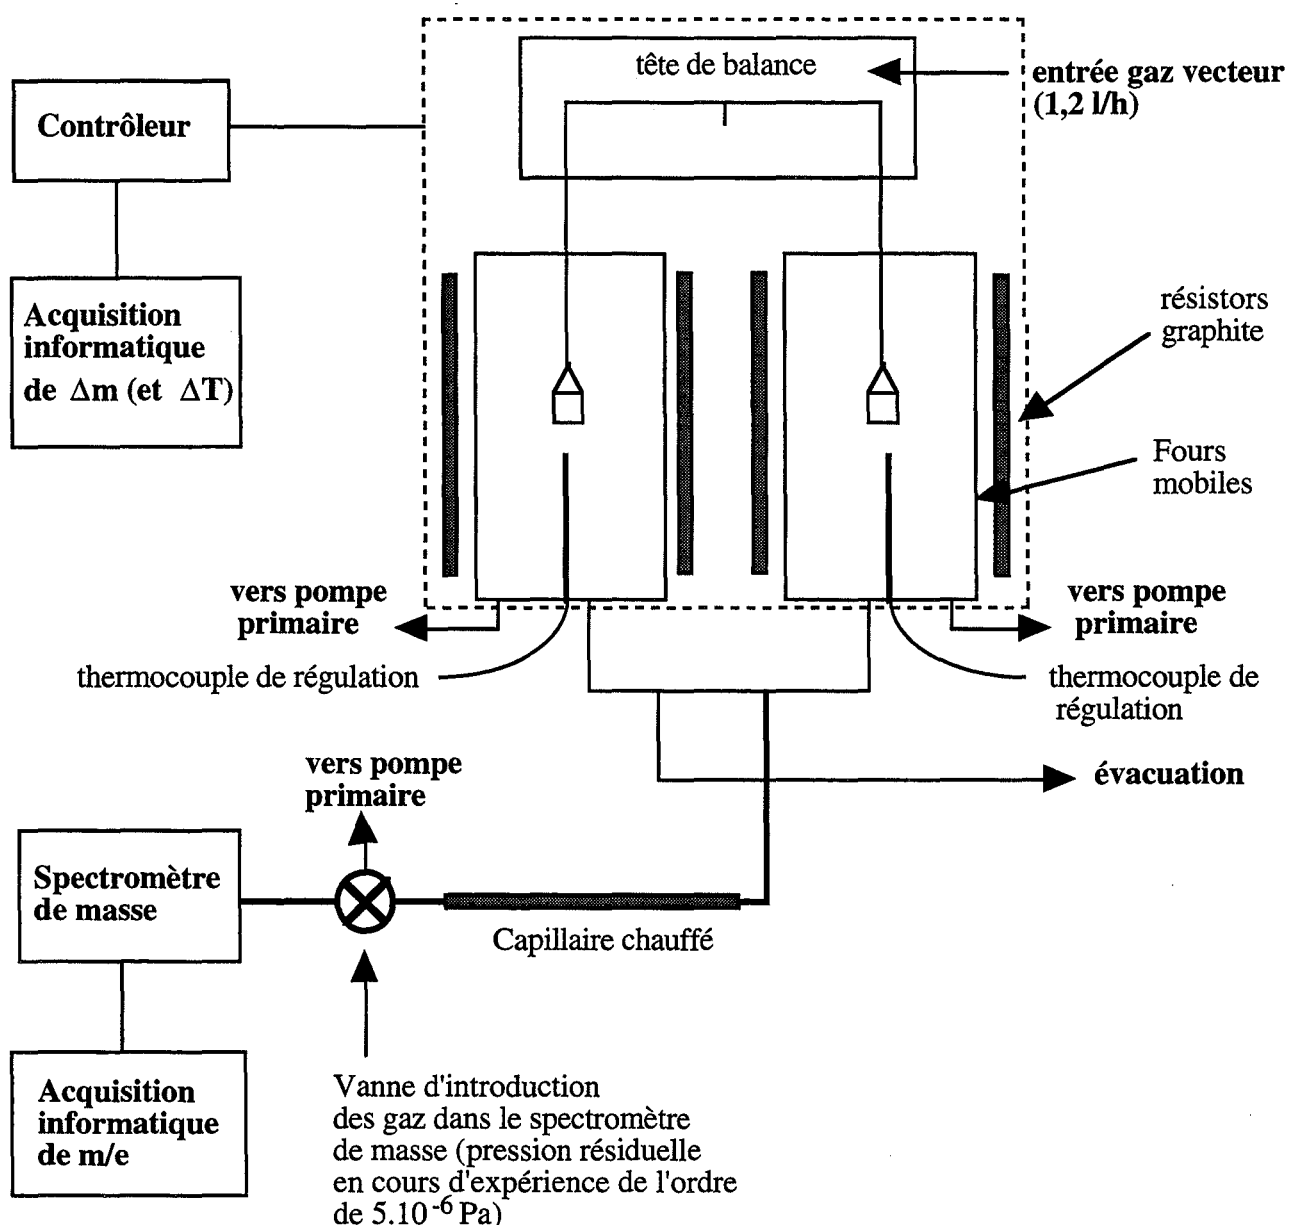 tête de balance
entrée gaz vecteur
(1,2 l/h)
Contrôleur
Acquisition
informatique
de Δm (et ΔT)
résistors
graphite
Fours
mobiles
vers pompe
primaire
vers pompe
primaire
thermocouple de régulation
thermocouple de
régulation
vers pompe
primaire
évacuation
Spectromètre
de masse
Capillaire chauffé
Acquisition
informatique
de m/e
Vanne d'introduction
des gaz dans le spectromètre
de masse (pression résiduelle
en cours d'expérience de l'ordre
de 5.10⁻⁶ Pa)